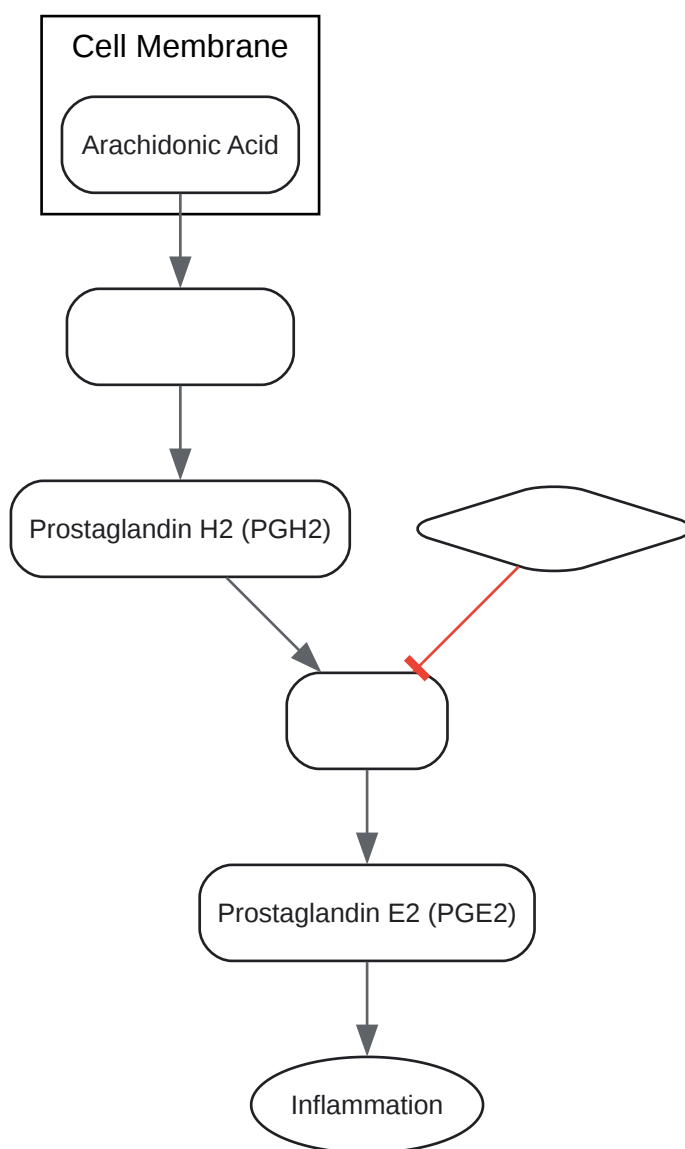 Cell Membrane
Arachidonic Acid
Prostaglandin H2 (PGH2)
Prostaglandin E2 (PGE2)
Inflammation